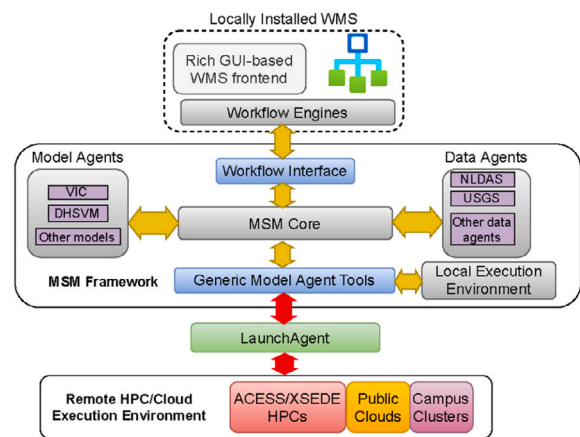 Locally Installed WMS
Rich GUI-based
WMS frontend
Workflow Engines
Model Agents
VIC
DHSVM
Other models
Workflow Interface
MSM Core
Data Agents
NLDAS
USGS
Other data
agents
MSM Framework
Generic Model Agent Tools
Local Execution
Environment
LaunchAgent
Remote HPC/Cloud
Execution Environment
ACESS/XSEDE
HPCs
Public
Clouds
Campus
Clusters